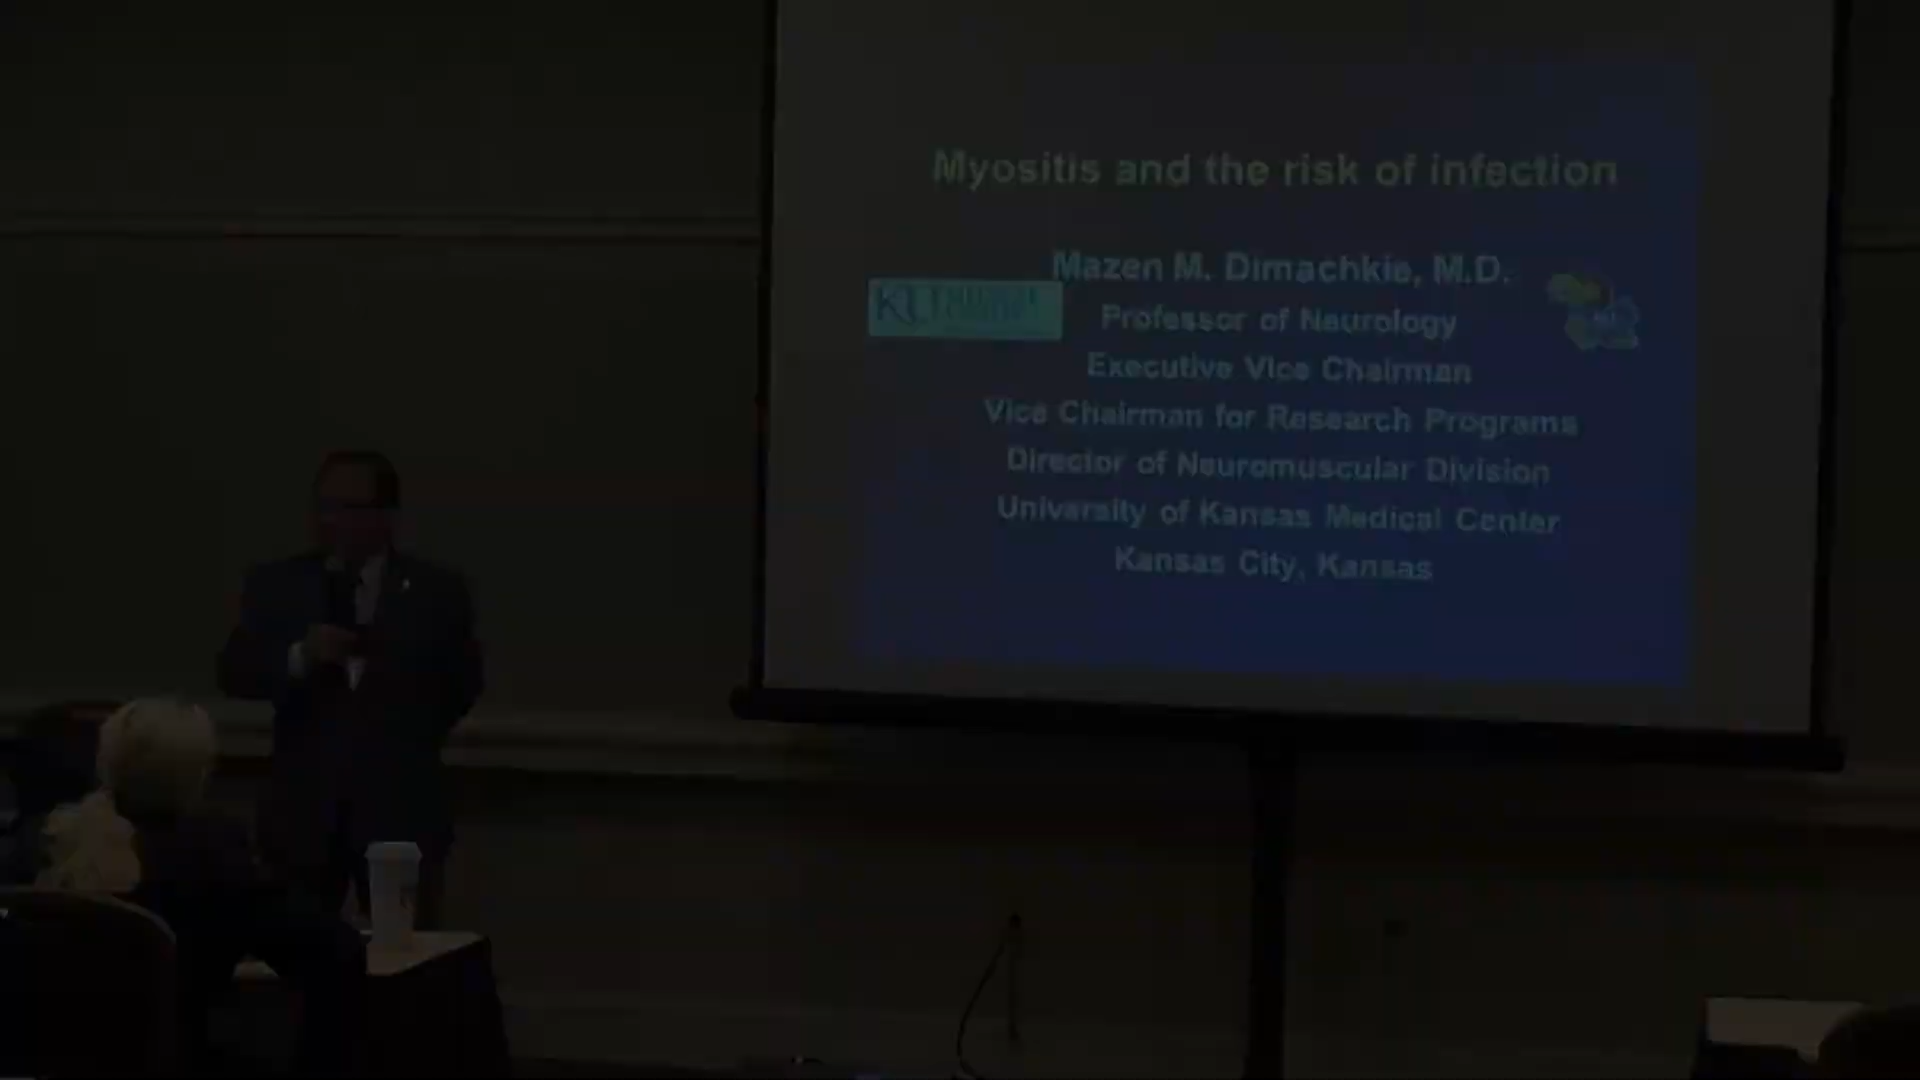 Myositis and the risk of infection
Mazen M. Dimachkie, M.D.
KU
Professor of Neurology
Executive Vice Chairman
Vice Chairman for Research Programs
Director of Neuromuscular Division
University of Kansas Medical Center
Kansas City, Kansas